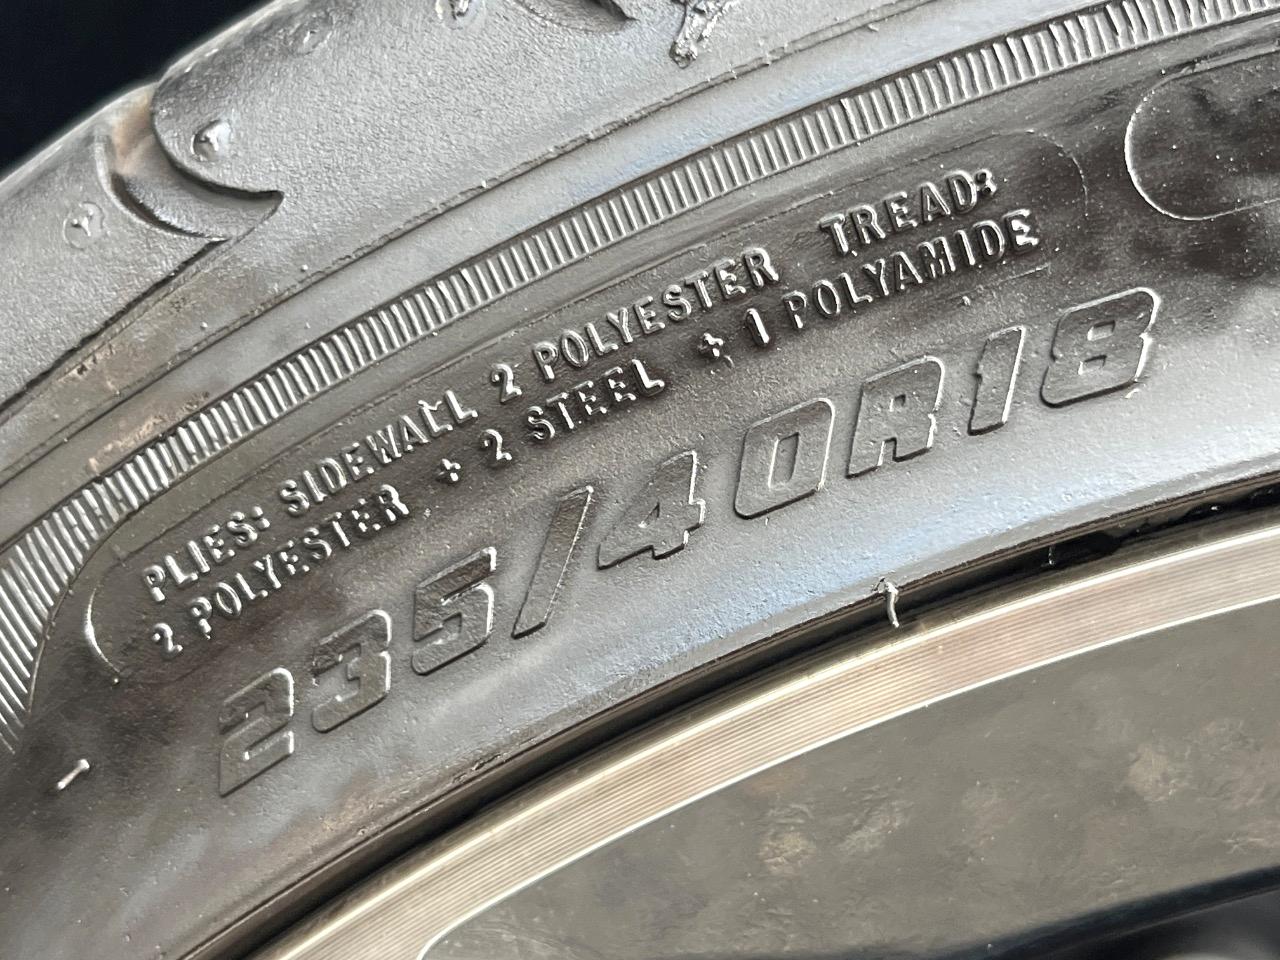 PLIES: SIDEWALL 2 POLYESTER TREAD:
2 POLYESTER + 2 STEEL + 1 POLYAMIDE
235/40R18